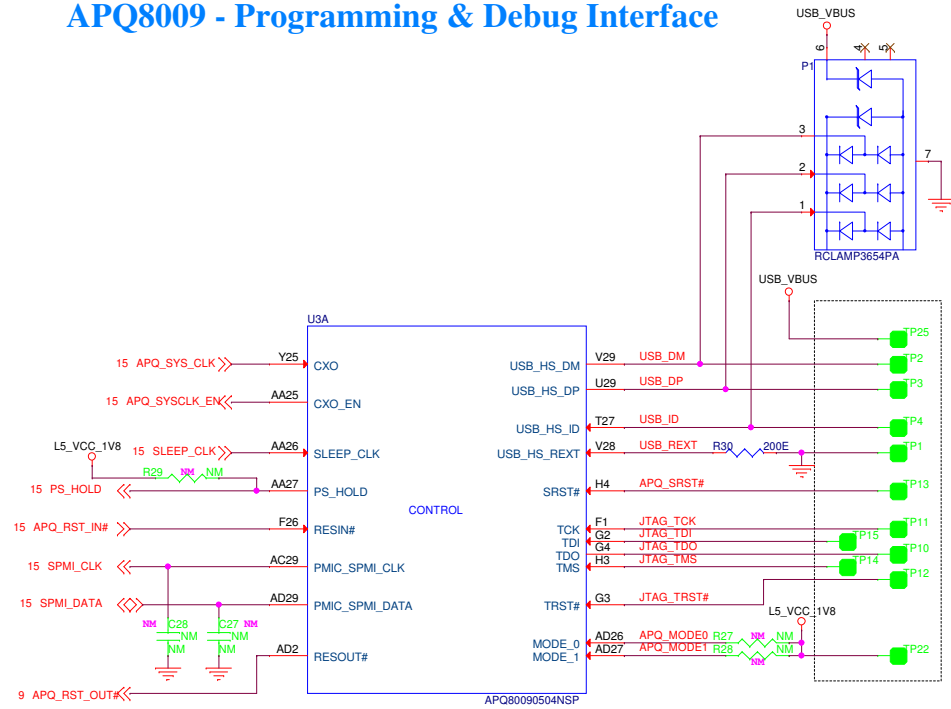 APQ8009 - Programming & Debug Interface
USB_VBUS
6 4 5
P1
3
2
7
1
RCLAMP3654PA
USB_VBUS
U3A
TP25
15 APQ_SYS_CLK Y25 CXO
USB_HS_DM V29 USB_DM TP2
USB_HS_DP U29 USB_DP TP3
15 APQ_SYSCLK_EN AA25 CXO_EN
USB_HS_ID T27 USB_ID TP4
L5_VCC_1V8
15 SLEEP_CLK AA26 SLEEP_CLK
USB_HS_REXT V28 USB_REXT R30 200E TP1
R29 NM NM
15 PS_HOLD AA27 PS_HOLD
SRST# H4 APQ_SRST# TP13
CONTROL
15 APQ_RST_IN# F26 RESIN#
TCK F1 JTAG_TCK TP11
TDI G2 JTAG_TDI TP15
TDO G4 JTAG_TDO TP10
TMS H3 JTAG_TMS TP14
15 SPMI_CLK AC29 PMIC_SPMI_CLK
TP12
15 SPMI_DATA AD29 PMIC_SPMI_DATA
TRST# G3 JTAG_TRST#
L5_VCC_1V8
NM C28 NM NM
C27 NM NM NM
MODE_0 AD26 APQ_MODE0 R27 NM NM
MODE_1 AD27 APQ_MODE1 R28 NM NM TP22
AD2 RESOUT#
9 APQ_RST_OUT#
APQ80090504NSP